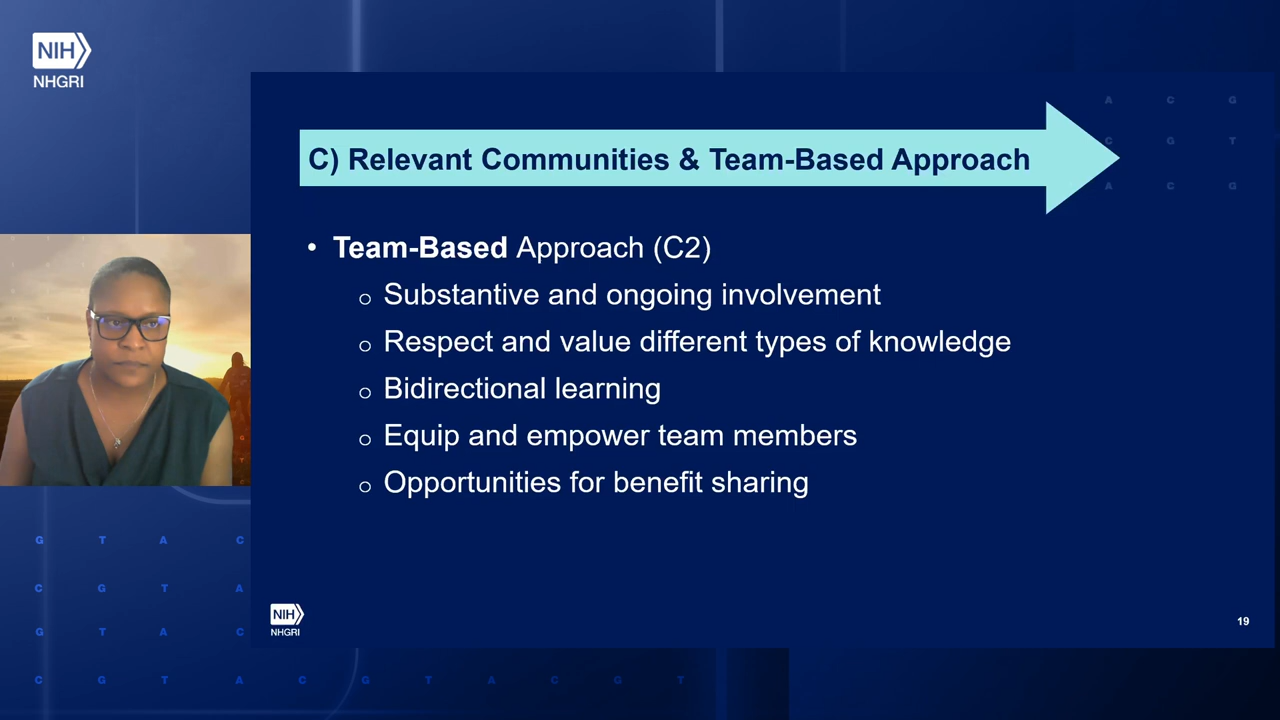 NIH
NHGRI
C) Relevant Communities & Team-Based Approach
A C G
C G T
A C G
• Team-Based Approach (C2)
o Substantive and ongoing involvement
o Respect and value different types of knowledge
o Bidirectional learning
o Equip and empower team members
o Opportunities for benefit sharing
G T A C
C G T A
G T A C
C G T A C G T A C G T
NIH
NHGRI
19